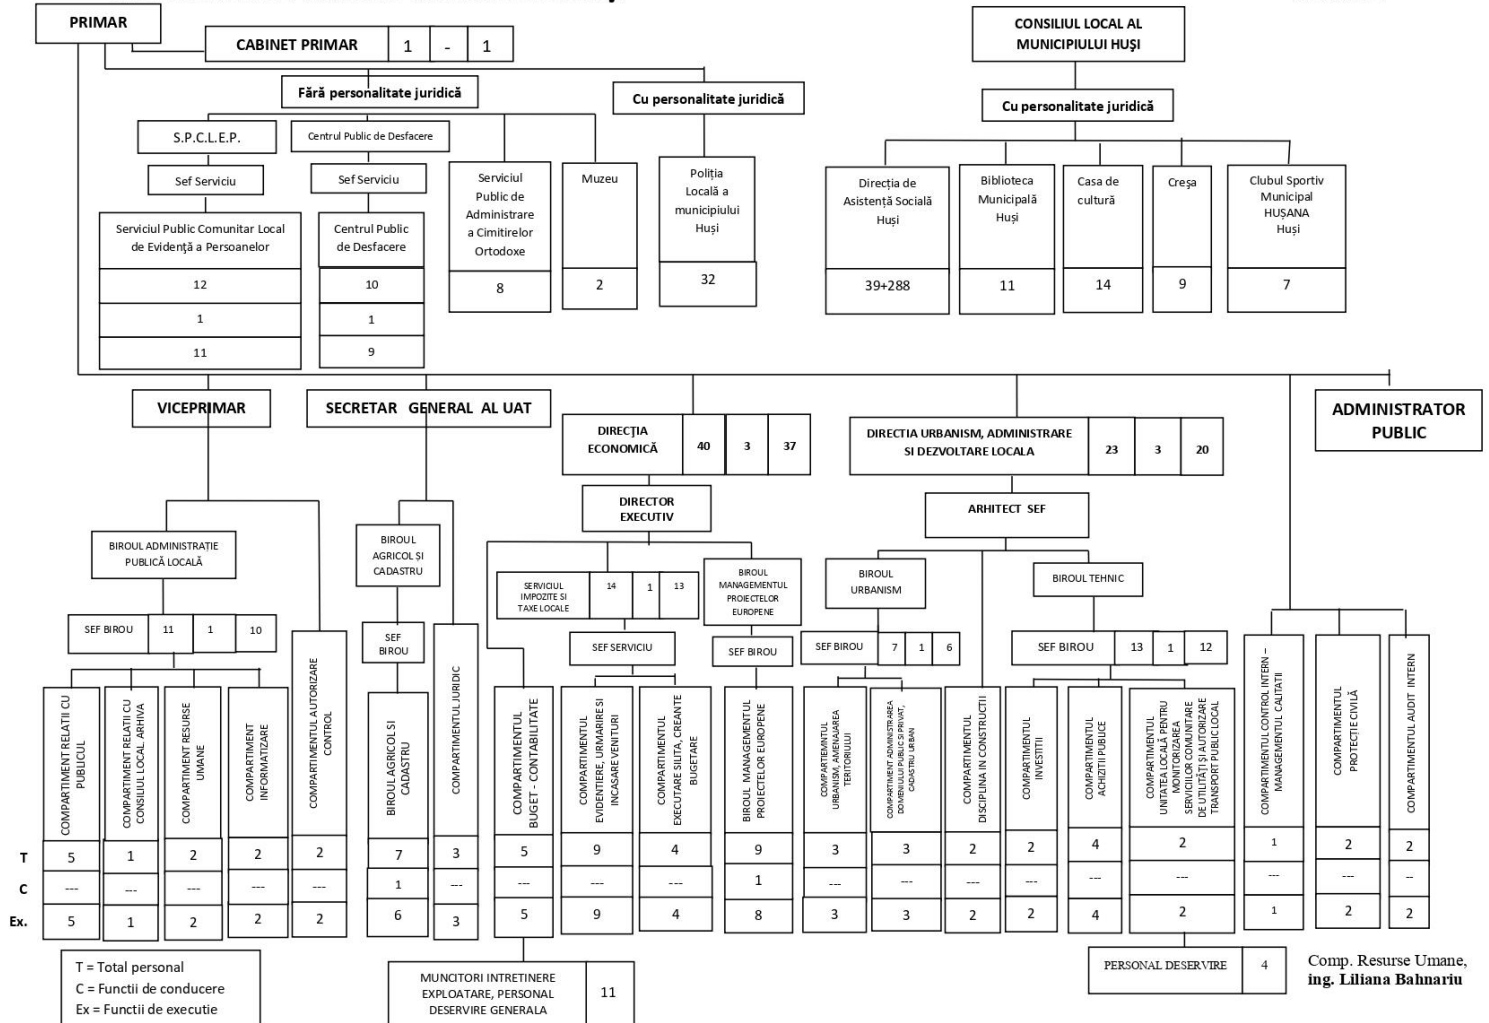 PRIMAR
CABINET PRIMAR 1 - 1
CONSILIUL LOCAL AL
MUNICIPIULUI HUŞI
Fără personalitate juridică
Cu personalitate juridică
Cu personalitate juridică
S.P.C.L.E.P.
Centrul Public de Desfacere
Sef Serviciu
Sef Serviciu
Serviciul Public Comunitar Local
de Evidenţă a Persoanelor
12
1
11
Centrul Public
de Desfacere
10
1
9
Serviciul
Public de
Administrare
a Cimitirelor
Ortodoxe
8
Muzeu
2
Poliția
Locală a
municipiului
Huși
32
Direcția de
Asistență Socială
Huși
39+288
Biblioteca
Municipală
Huși
11
Casa de
cultură
14
Creșa
9
Clubul Sportiv
Municipal
HUȘANA
Huși
7
VICEPRIMAR
SECRETAR GENERAL AL UAT
DIRECŢIA
ECONOMICĂ
40 3 37
DIRECTIA URBANISM, ADMINISTRARE
SI DEZVOLTARE LOCALA
23 3 20
ADMINISTRATOR
PUBLIC
DIRECTOR
EXECUTIV
ARHITECT SEF
BIROUL ADMINISTRAȚIE
PUBLICĂ LOCALĂ
SEF BIROU 11 1 10
BIROUL
AGRICOL ȘI
CADASTRU
SEF
BIROU
SERVICIUL
IMPOZITE SI
TAXE LOCALE
14 1 13
SEF SERVICIU
BIROUL
MANAGEMENTUL
PROIECTELOR
EUROPENE
SEF BIROU
BIROUL
URBANISM
SEF BIROU 7 1 6
BIROUL TEHNIC
SEF BIROU 13 1 12
COMPARTIMENT RELATII CU
PUBLICUL
COMPARTIMENT RELATII CU
CONSILIUL LOCAL, ARHIVA
COMPARTIMENT RESURSE
UMANE
COMPARTIMENT
INFORMATIZARE
COMPARTIMENTUL AUTORIZARE
CONTROL
BIROUL AGRICOL SI
CADASTRU
COMPARTIMENTUL JURIDIC
COMPARTIMENTUL
BUGET - CONTABILITATE
COMPARTIMENTUL
EVIDENTIERE, URMARIRE SI
INCASARE VENITURI
COMPARTIMENTUL
EXECUTARE SILITA, CREANTE
BUGETARE
BIROUL MANAGEMENTUL
PROIECTELOR EUROPENE
COMPARTIEMNTUL
URBANISM, AMENAJAREA
TERITORIULUI
COMPARTIMENT ADMINISTRAREA
DOMENIULUI PUBLIC SI PRIVAT,
CADASTRU URBAN
COMPARTIMENTUL
DISCIPLINA IN CONSTRUCTII
COMPARTIMENTUL
INVESTITII
COMPARTIMENTUL
ACHIZITII PUBLICE
COMPARTIMENTUL
UNITATEA LOCALĂ PENTRU
MONITORIZAREA
SERVICIILOR COMUNITARE
DE UTILITĂȚI ȘI AUTORIZARE
TRANSPORT PUBLIC LOCAL
COMPARTIMENTUL CONTROL INTERN –
MANAGEMENTUL CALITATII
COMPARTIMENTUL
PROTECȚIE CIVILĂ
COMPARTIMENTUL AUDIT INTERN
T 5 1 2 2 2 7 3 5 9 4 9 3 3 2 2 4 2 1 2 2
C --- --- --- --- --- 1 --- --- --- --- 1 --- --- --- --- --- --- --- --- --
Ex. 5 1 2 2 2 6 3 5 9 4 8 3 3 2 2 4 2 1 2 2
T = Total personal
C = Functii de conducere
Ex = Functii de executie
MUNCITORI INTRETINERE
EXPLOATARE, PERSONAL
DESERVIRE GENERALA
11
PERSONAL DESERVIRE 4
Comp. Resurse Umane,
ing. Liliana Bahnariu